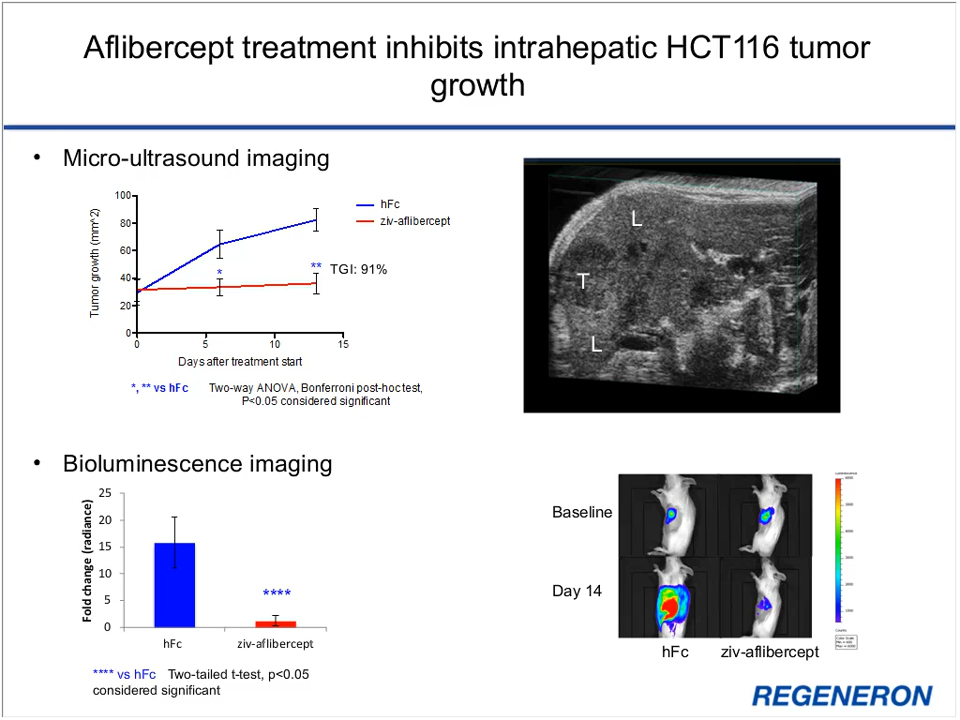 Aflibercept treatment inhibits intrahepatic HCT116 tumor
growth
• Micro-ultrasound imaging
Tumor growth (mm^2)
100
80
60
40
20
0
0 5 10 15
Days after treatment start
hFc
ziv-aflibercept
*
** TGI: 91%
*, ** vs hFc Two-way ANOVA, Bonferroni post-hoc test,
P<0.05 considered significant
L
T
L
• Bioluminescence imaging
Fold change (radiance)
25
20
15
10
5
0
****
hFc ziv-aflibercept
**** vs hFc Two-tailed t-test, p<0.05
considered significant
Baseline
Day 14
hFc ziv-aflibercept
Luminescence
REGENERON